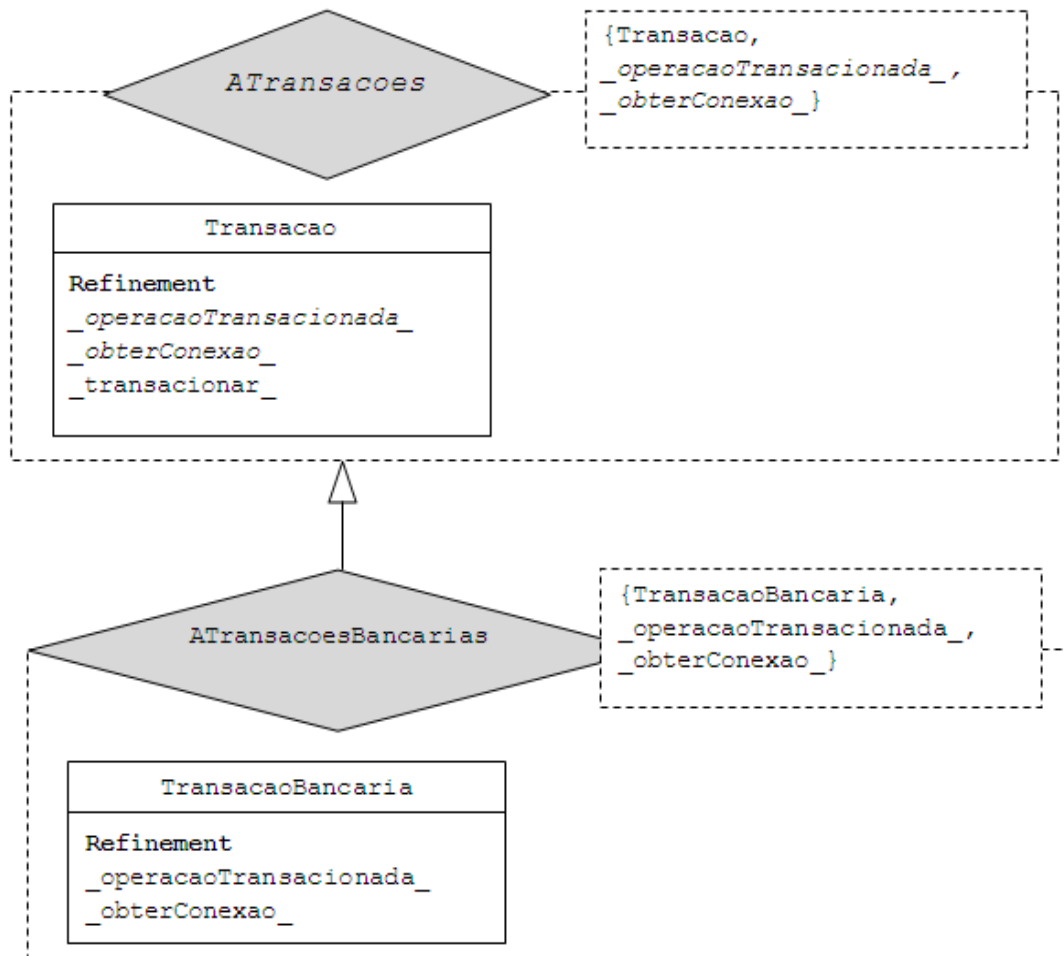 ATransacoes
{Transacao,
_operacaoTransacionada_,
_obterConexao_}
Transacao
Refinement
_operacaoTransacionada_
_obterConexao_
_transacionar_
ATransacoesBancarias
{TransacaoBancaria,
_operacaoTransacionada_,
_obterConexao_}
TransacaoBancaria
Refinement
_operacaoTransacionada_
_obterConexao_